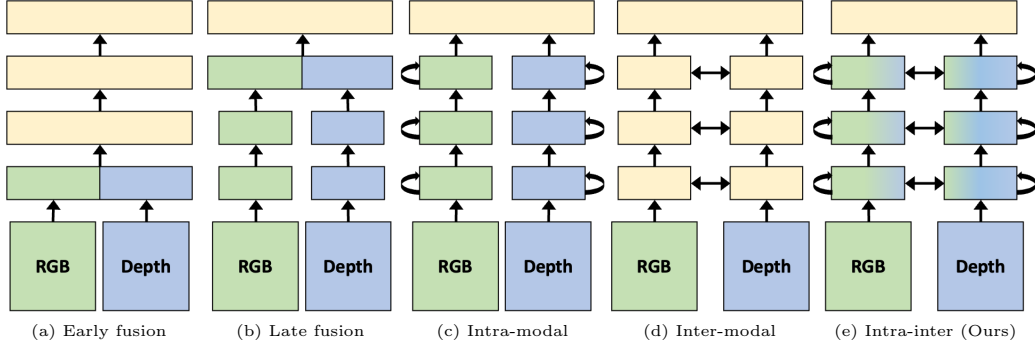 RGB Depth RGB Depth RGB Depth RGB Depth RGB Depth
(a) Early fusion (b) Late fusion (c) Intra-modal (d) Inter-modal (e) Intra-inter (Ours)